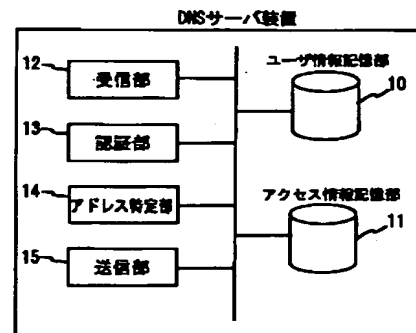 DNSサーバ装置
12
受信部
ユーザ情報記憶部
10
13
認証部
14
アドレス特定部
アクセス情報記憶部
11
15
送信部